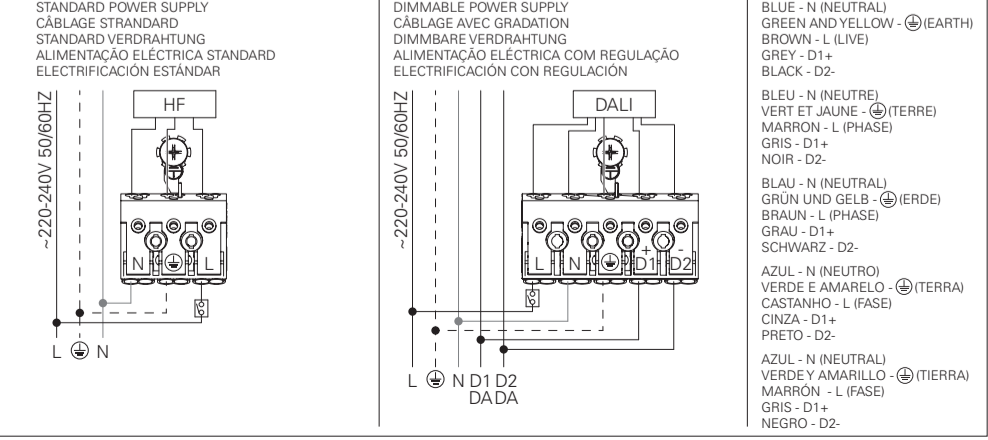 STANDARD POWER SUPPLY
CÂBLAGE STRANDARD
STANDARD VERDRAHTUNG
ALIMENTAÇÃO ELÉCTRICA STANDARD
ELECTRIFICACIÓN ESTÁNDAR
~220-240V 50/60HZ
HF
N ⏚ L
L ⏚ N
DIMMABLE POWER SUPPLY
CÂBLAGE AVEC GRADATION
DIMMBARE VERDRAHTUNG
ALIMENTAÇÃO ELÉCTRICA COM REGULAÇÃO
ELECTRIFICACIÓN CON REGULACIÓN
~220-240V 50/60HZ
DALI
+ -
L N ⏚ D1 D2
L ⏚ N D1 D2
DA DA
BLUE - N (NEUTRAL)
GREEN AND YELLOW - ⏚ (EARTH)
BROWN - L (LIVE)
GREY - D1+
BLACK - D2-
BLEU - N (NEUTRE)
VERT ET JAUNE - ⏚ (TERRE)
MARRON - L (PHASE)
GRIS - D1+
NOIR - D2-
BLAU - N (NEUTRAL)
GRÜN UND GELB - ⏚ (ERDE)
BRAUN - L (PHASE)
GRAU - D1+
SCHWARZ - D2-
AZUL - N (NEUTRO)
VERDE E AMARELO - ⏚ (TERRA)
CASTANHO - L (FASE)
CINZA - D1+
PRETO - D2-
AZUL - N (NEUTRAL)
VERDE Y AMARILLO - ⏚ (TIERRA)
MARRÓN - L (FASE)
GRIS - D1+
NEGRO - D2-